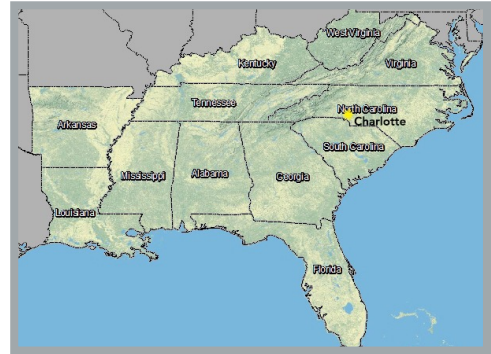 West Virginia
Kentucky
Virginia
Tennessee
North Carolina
Charlotte
Arkansas
South Carolina
Mississippi
Alabama
Georgia
Louisiana
Florida